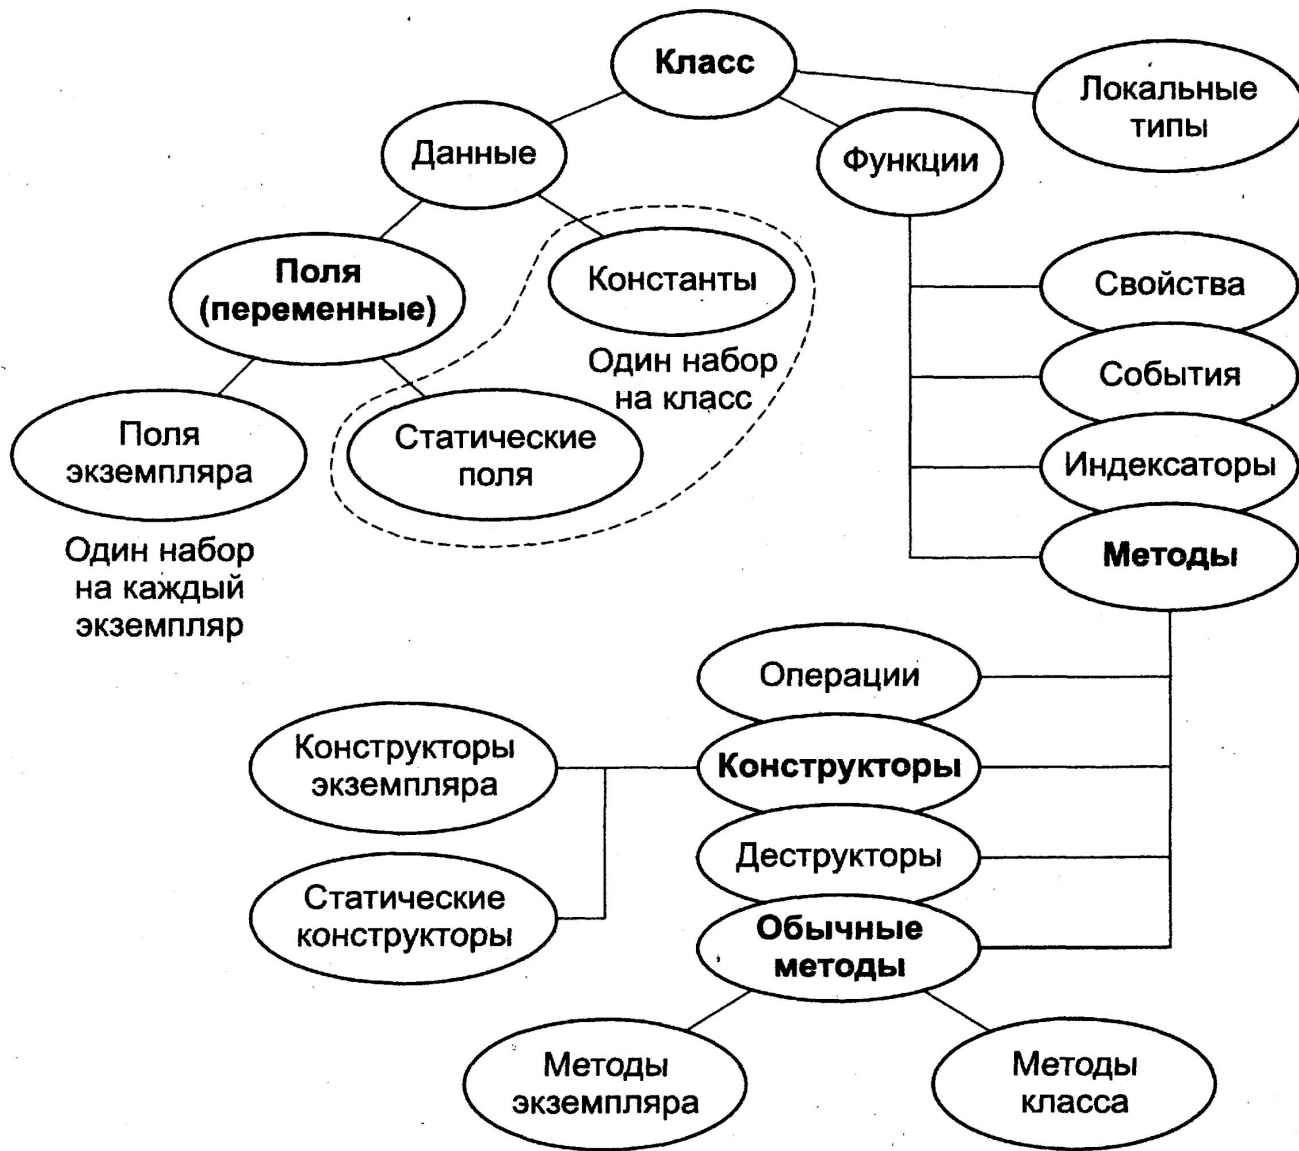 Класс
Локальные
типы
Данные
Функции
Поля
(переменные)
Константы
Один набор
на класс
Поля
экземпляра
Статические
поля
Один набор
на каждый
экземпляр
Свойства
События
Индексаторы
Методы
Операции
Конструкторы
Деструкторы
Обычные
методы
Конструкторы
экземпляра
Статические
конструкторы
Методы
экземпляра
Методы
класса